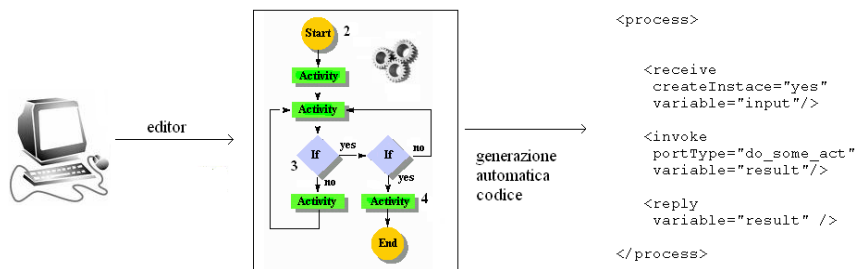 editor
Start
2
Activity
Activity
If
yes
If
no
3
no
yes
Activity
Activity
4
End
generazione
automatica
codice
<process>
<receive
createInstace="yes"
variable="input"/>
<invoke
portType="do_some_act"
variable="result"/>
<reply
variable="result" />
</process>